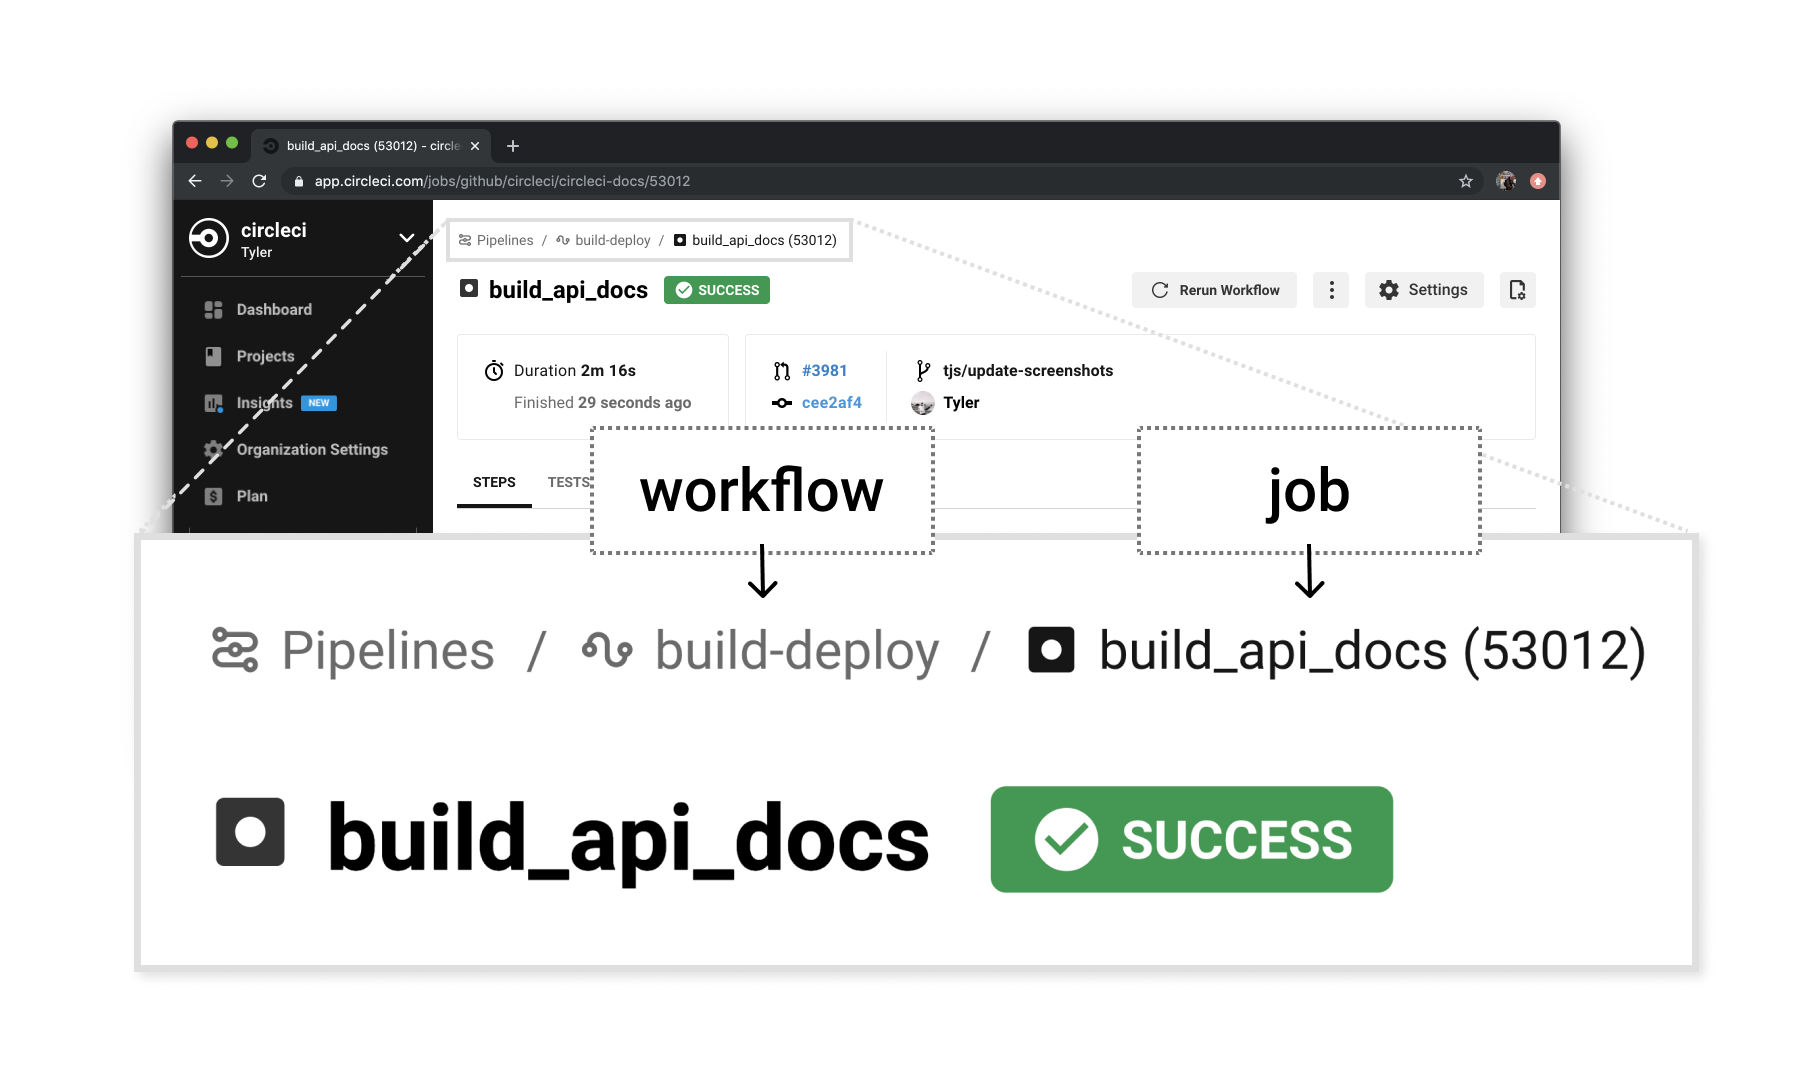 build_api_docs (53012) - circle
app.circleci.com/jobs/github/circleci/circleci-docs/53012
circleci
Tyler
Dashboard
Projects
Insights NEW
Organization Settings
Plan
Pipelines / build-deploy / build_api_docs (53012)
build_api_docs SUCCESS
Rerun Workflow Settings
Duration 2m 16s
Finished 29 seconds ago
#3981
cee2af4
tjs/update-screenshots
Tyler
STEPS TESTS
workflow
job
Pipelines / build-deploy / build_api_docs (53012)
build_api_docs SUCCESS